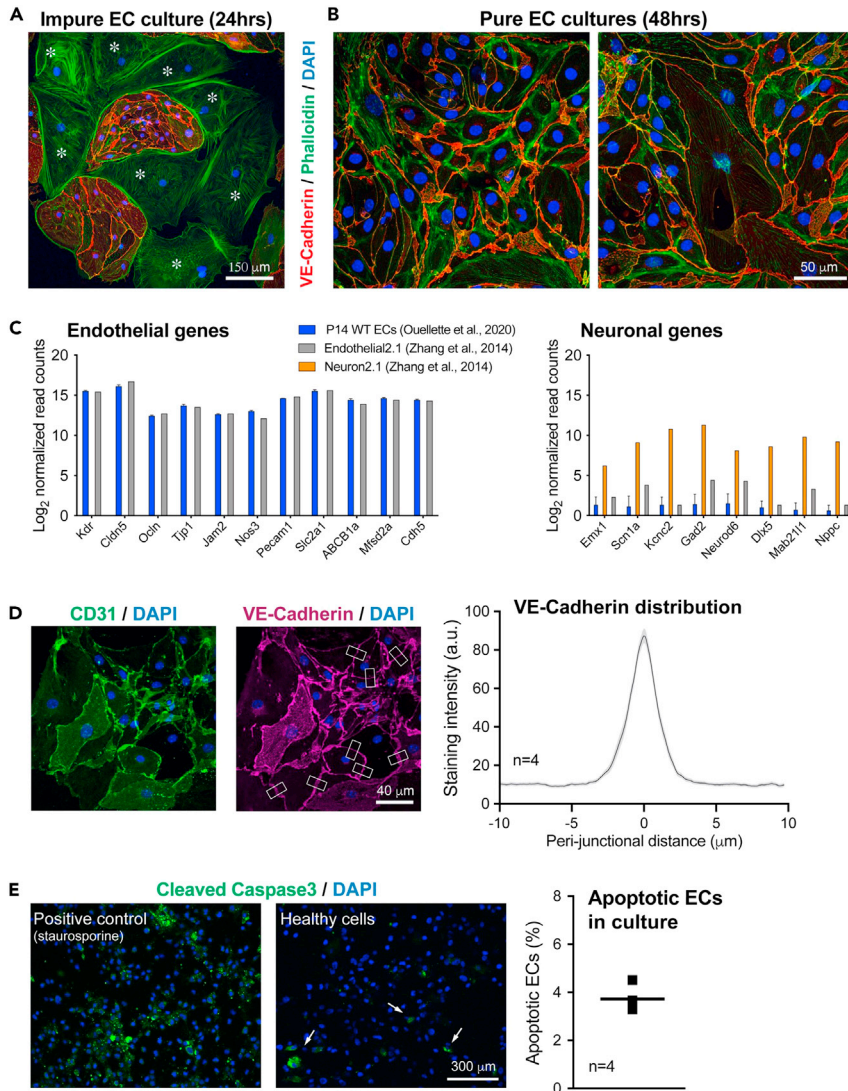 A
Impure EC culture (24hrs)
* * * * * * * * *
150 μm
VE-Cadherin / Phalloidin / DAPI
B
Pure EC cultures (48hrs)
50 μm
C
Endothelial genes
P14 WT ECs (Ouellette et al., 2020)
Endothelial2.1 (Zhang et al., 2014)
Neuron2.1 (Zhang et al., 2014)
Log2 normalized read counts
20
15
10
5
0
Kdr
Cldn5
Ocln
Tjp1
Jam2
Nos3
Pecam1
Slc2a1
ABCB1a
Mfsd2a
Cdh5
Neuronal genes
Log2 normalized read counts
20
15
10
5
0
Emx1
Scn1a
Kcnc2
Gad2
Neurod6
Dlx5
Mab21l1
Nppc
D
CD31 / DAPI
VE-Cadherin / DAPI
40 μm
VE-Cadherin distribution
Staining intensity (a.u.)
100
80
60
40
20
0
n=4
-10 -5 0 5 10
Peri-junctional distance (μm)
E
Cleaved Caspase3 / DAPI
Positive control
(staurosporine)
Healthy cells
300 μm
Apoptotic ECs
in culture
Apoptotic ECs (%)
8
6
4
2
0
n=4